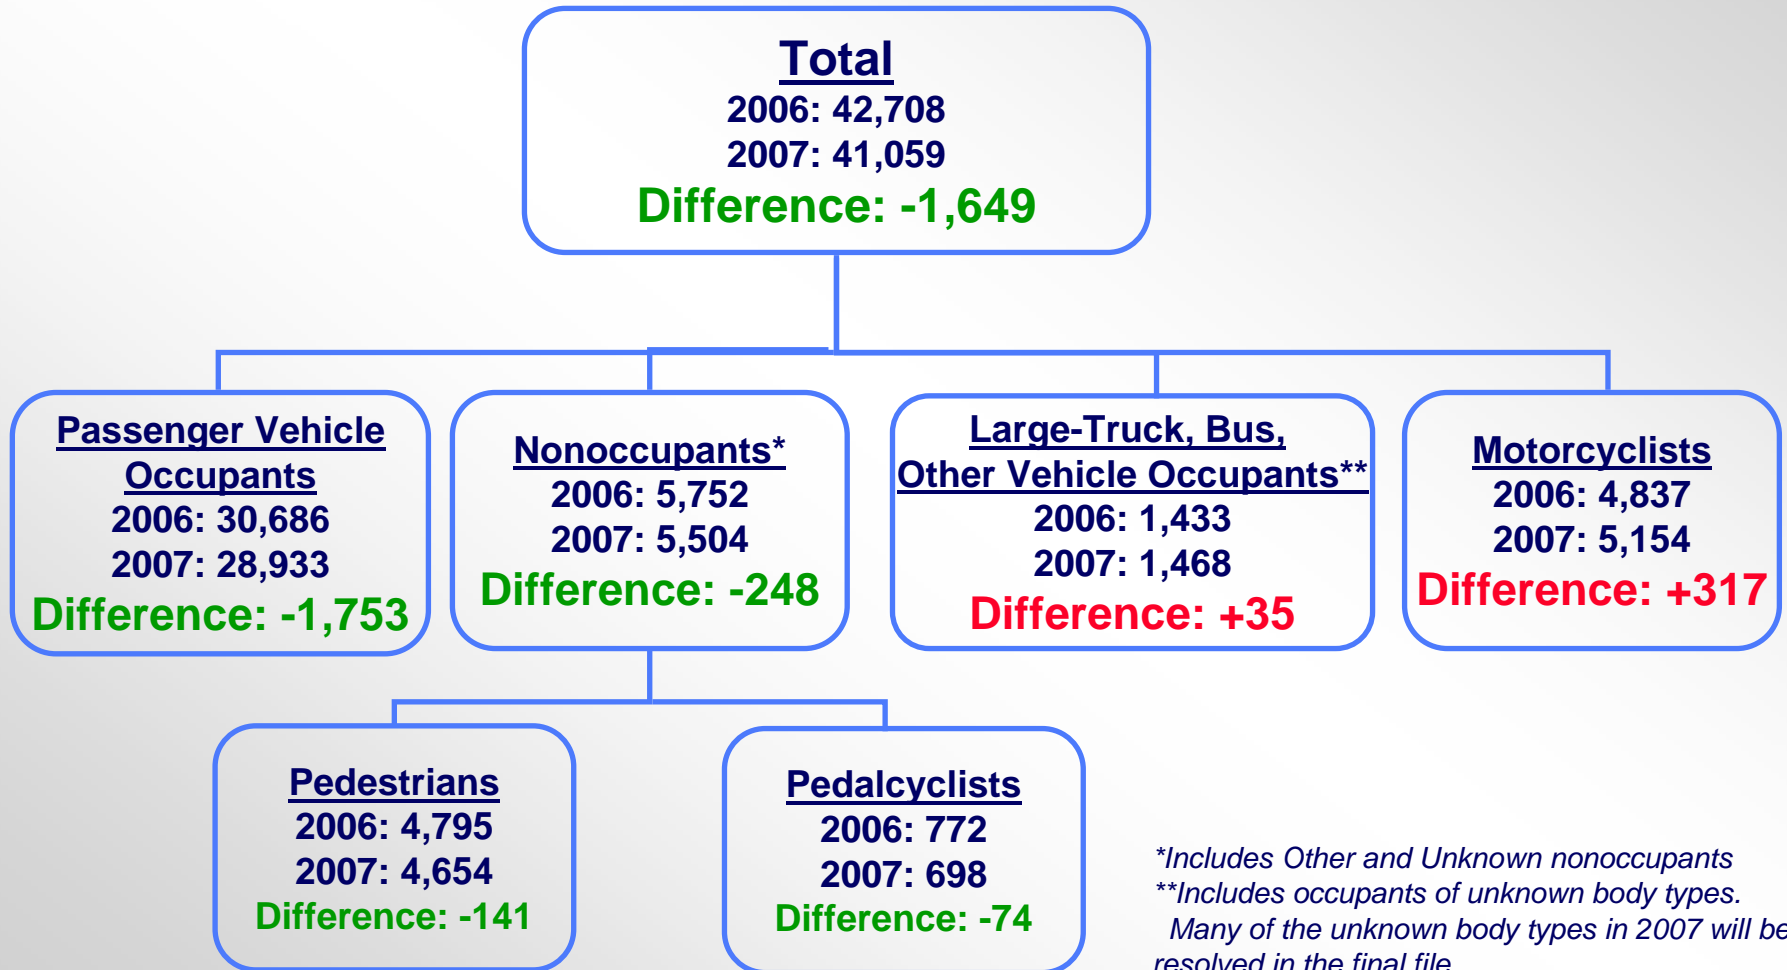 Total
2006: 42,708
2007: 41,059
Difference: -1,649
Passenger Vehicle
Occupants
2006: 30,686
2007: 28,933
Difference: -1,753
Nonoccupants*
2006: 5,752
2007: 5,504
Difference: -248
Large-Truck, Bus,
Other Vehicle Occupants**
2006: 1,433
2007: 1,468
Difference: +35
Motorcyclists
2006: 4,837
2007: 5,154
Difference: +317
Pedestrians
2006: 4,795
2007: 4,654
Difference: -141
Pedalcyclists
2006: 772
2007: 698
Difference: -74
*Includes Other and Unknown nonoccupants
**Includes occupants of unknown body types.
Many of the unknown body types in 2007 will be
resolved in the final file